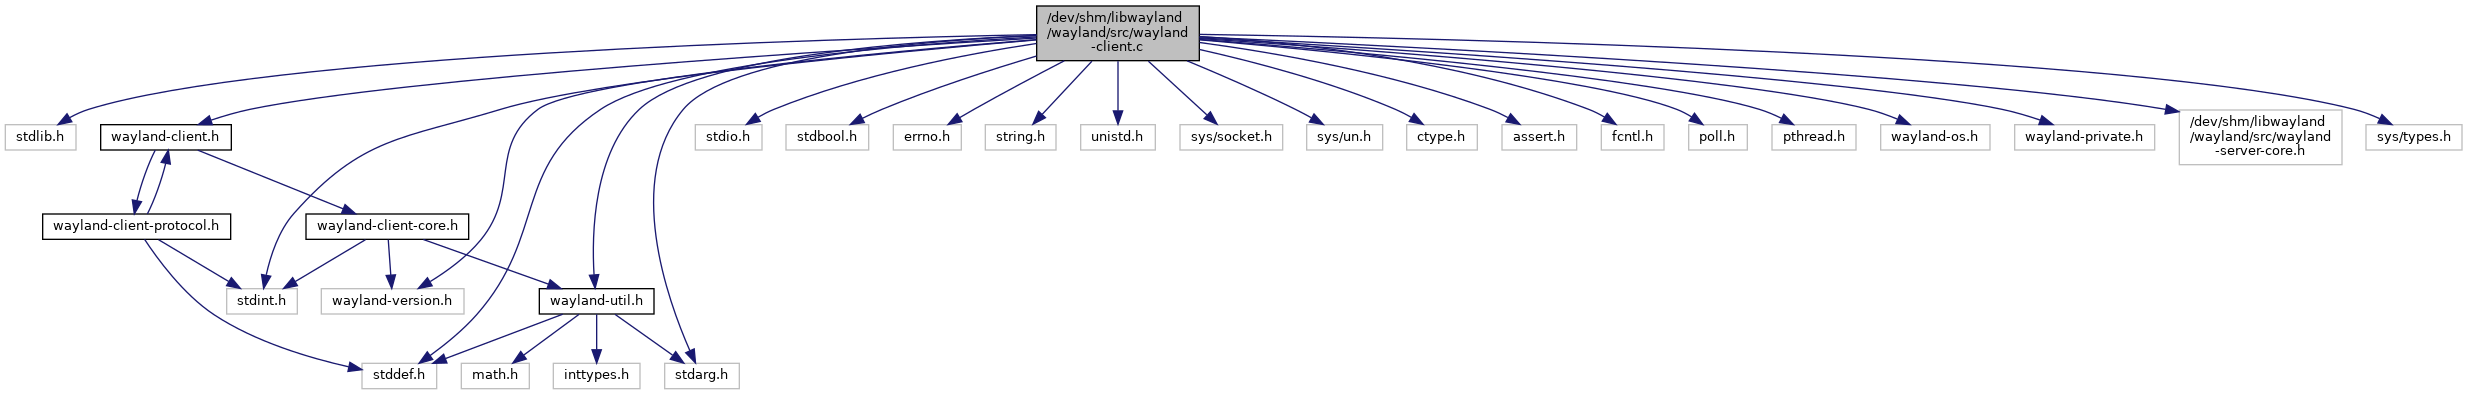 /dev/shm/libwayland
/wayland/src/wayland
-client.c
stdlib.h
wayland-client.h
stdio.h
stdbool.h
errno.h
string.h
unistd.h
sys/socket.h
sys/un.h
ctype.h
assert.h
fcntl.h
poll.h
pthread.h
wayland-os.h
wayland-private.h
/dev/shm/libwayland
/wayland/src/wayland
-server-core.h
sys/types.h
wayland-client-protocol.h
wayland-client-core.h
stdint.h
wayland-version.h
wayland-util.h
stddef.h
math.h
inttypes.h
stdarg.h